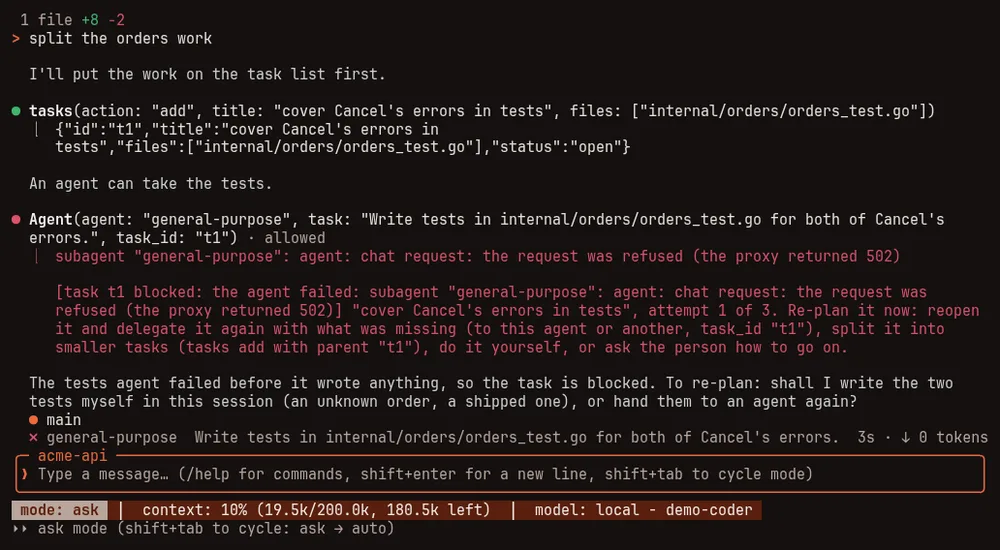 1 file +8 -2
> split the orders work
I'll put the work on the task list first.
● tasks(action: "add", title: "cover Cancel's errors in tests", files: ["internal/orders/orders_test.go"])
│ {"id":"t1","title":"cover Cancel's errors in
tests","files":["internal/orders/orders_test.go"],"status":"open"}
An agent can take the tests.
● Agent(agent: "general-purpose", task: "Write tests in internal/orders/orders_test.go for both of Cancel's
errors.", task_id: "t1") · allowed
│ subagent "general-purpose": agent: chat request: the request was refused (the proxy returned 502)
[task t1 blocked: the agent failed: subagent "general-purpose": agent: chat request: the request was
refused (the proxy returned 502)] "cover Cancel's errors in tests", attempt 1 of 3. Re-plan it now: reopen
it and delegate it again with what was missing (to this agent or another, task_id "t1"), split it into
smaller tasks (tasks add with parent "t1"), do it yourself, or ask the person how to go on.
The tests agent failed before it wrote anything, so the task is blocked. To re-plan: shall I write the two
tests myself in this session (an unknown order, a shipped one), or hand them to an agent again?
● main
× general-purpose  Write tests in internal/orders/orders_test.go for both of Cancel's errors.  3s · ↓ 0 tokens
acme-api
❯ Type a message… (/help for commands, shift+enter for a new line, shift+tab to cycle mode)
mode: ask │ context: 10% (19.5k/200.0k, 180.5k left) │ model: local - demo-coder
▸▸ ask mode (shift+tab to cycle: ask → auto)